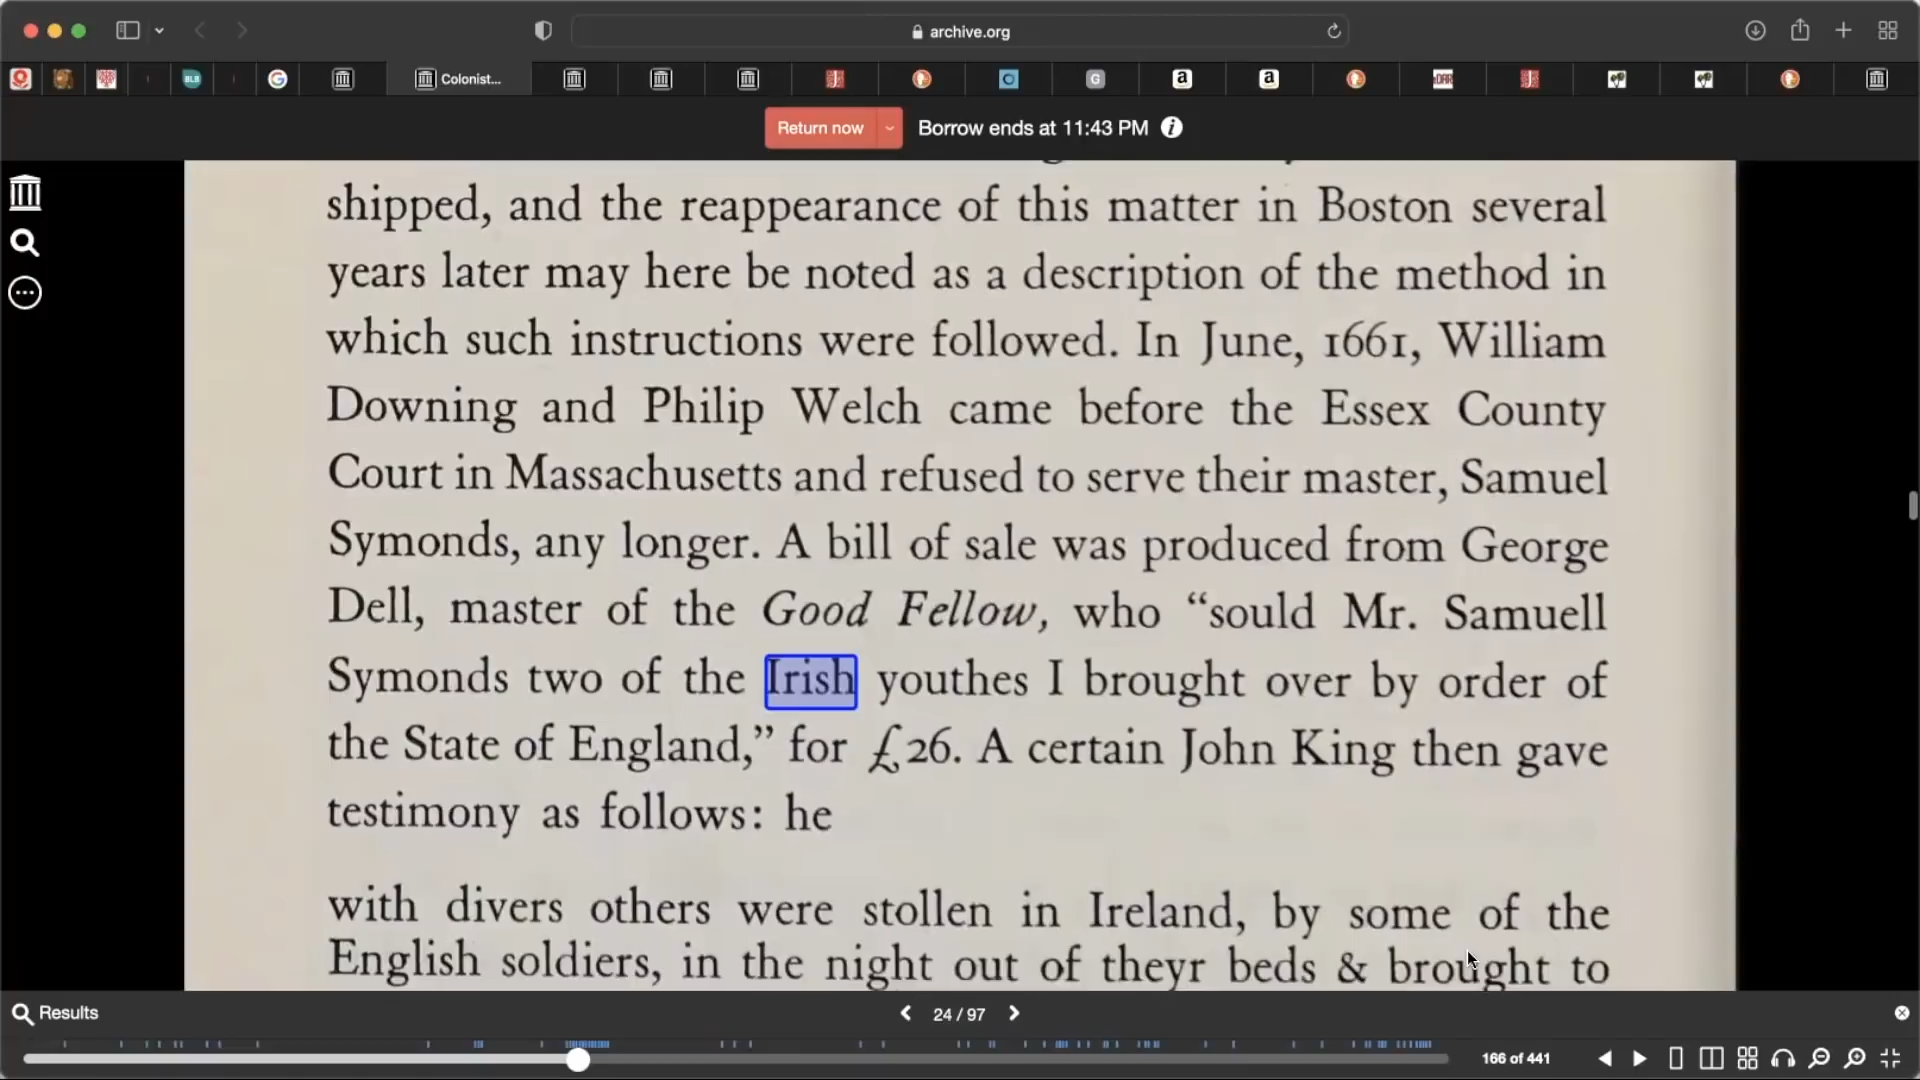 archive.org
BLB
Colonist...
G
a
a
DAR
Return now
Borrow ends at 11:43 PM
shipped, and the reappearance of this matter in Boston several
years later may here be noted as a description of the method in
which such instructions were followed. In June, 1661, William
Downing and Philip Welch came before the Essex County
Court in Massachusetts and refused to serve their master, Samuel
Symonds, any longer. A bill of sale was produced from George
Dell, master of the Good Fellow, who “sould Mr. Samuell
Symonds two of the Irish youthes I brought over by order of
the State of England,” for £26. A certain John King then gave
testimony as follows: he
with divers others were stollen in Ireland, by some of the
English soldiers, in the night out of theyr beds & brought to
Results
24 / 97
166 of 441